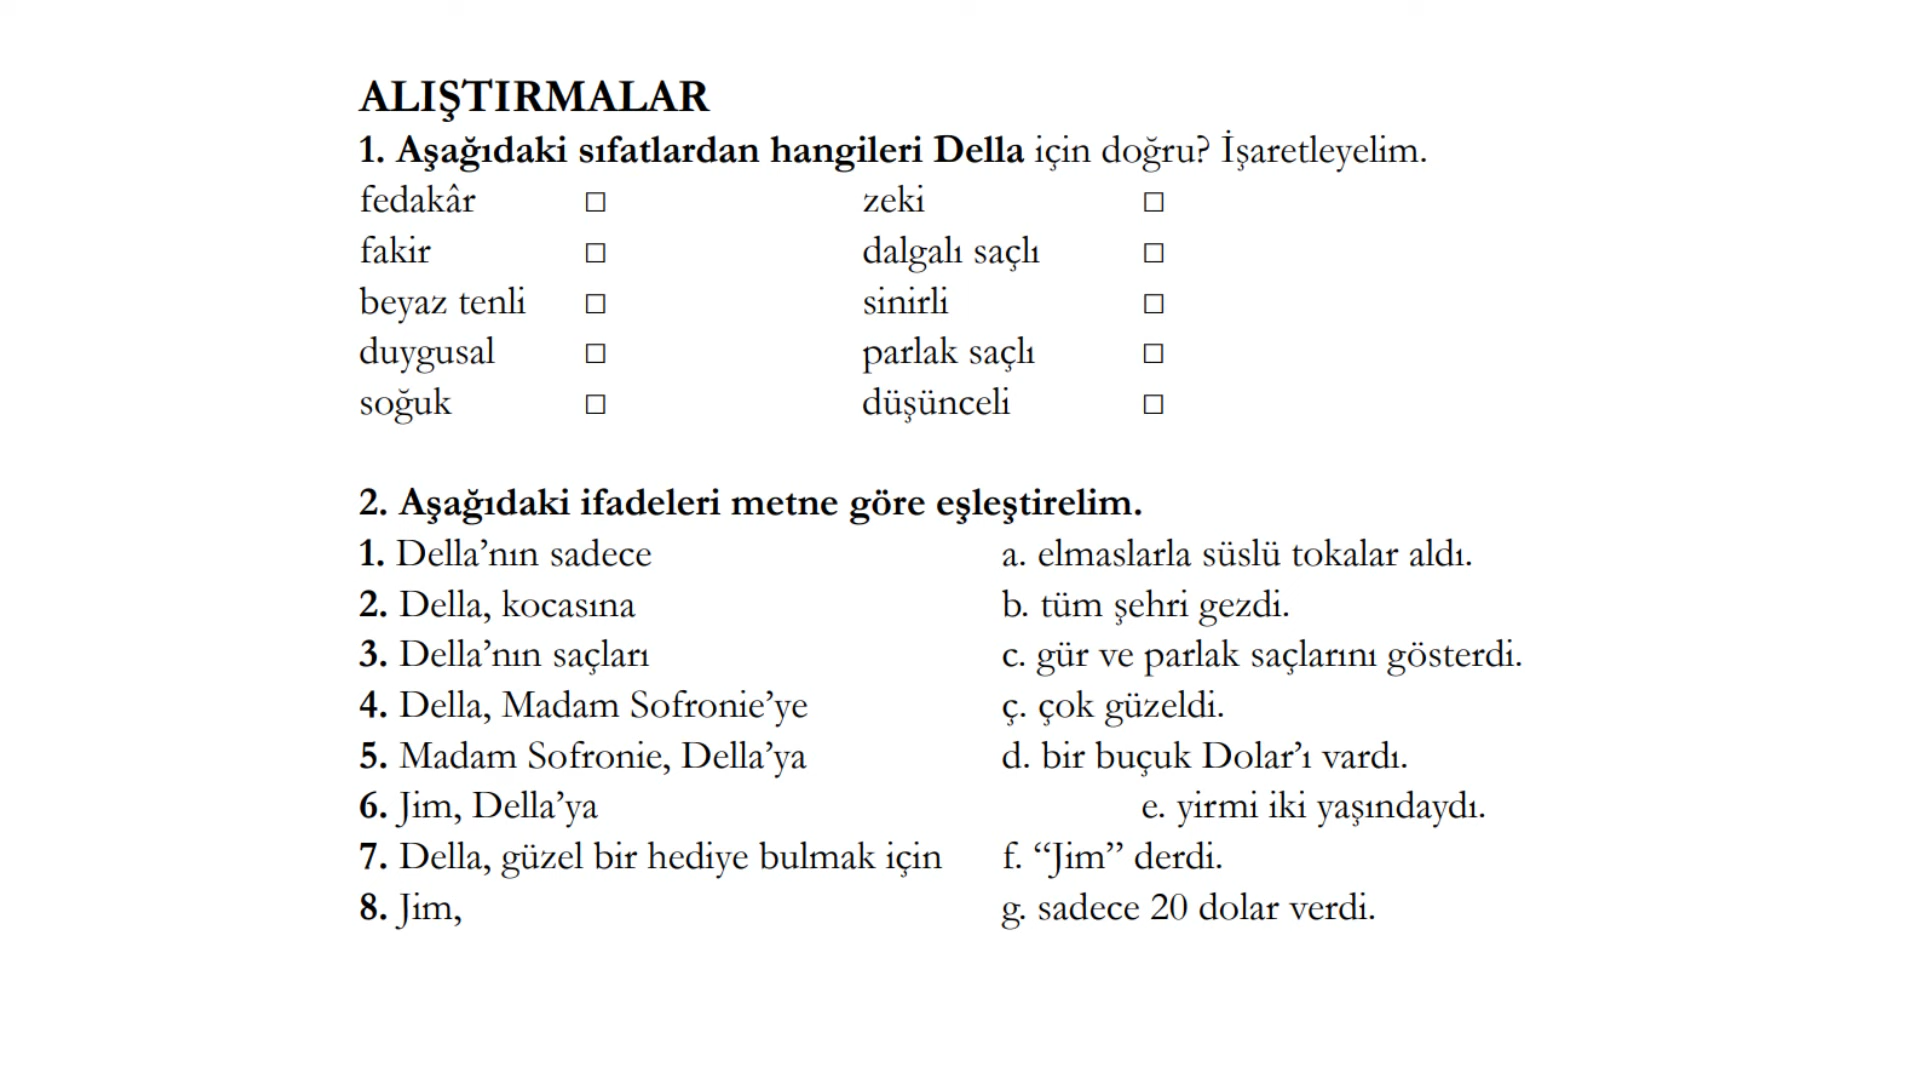 ALIŞTIRMALAR
1. Aşağıdaki sıfatlardan hangileri Della için doğru? İşaretleyelim.
fedakâr □ zeki □
fakir □ dalgalı saçlı □
beyaz tenli □ sinirli □
duygusal □ parlak saçlı □
soğuk □ düşünceli □
2. Aşağıdaki ifadeleri metne göre eşleştirelim.
1. Della’nın sadece a. elmaslarla süslü tokalar aldı.
2. Della, kocasına b. tüm şehri gezdi.
3. Della’nın saçları c. gür ve parlak saçlarını gösterdi.
4. Della, Madam Sofronie’ye ç. çok güzeldi.
5. Madam Sofronie, Della’ya d. bir buçuk Dolar’ı vardı.
6. Jim, Della’ya e. yirmi iki yaşındaydı.
7. Della, güzel bir hediye bulmak için f. “Jim” derdi.
8. Jim, g. sadece 20 dolar verdi.